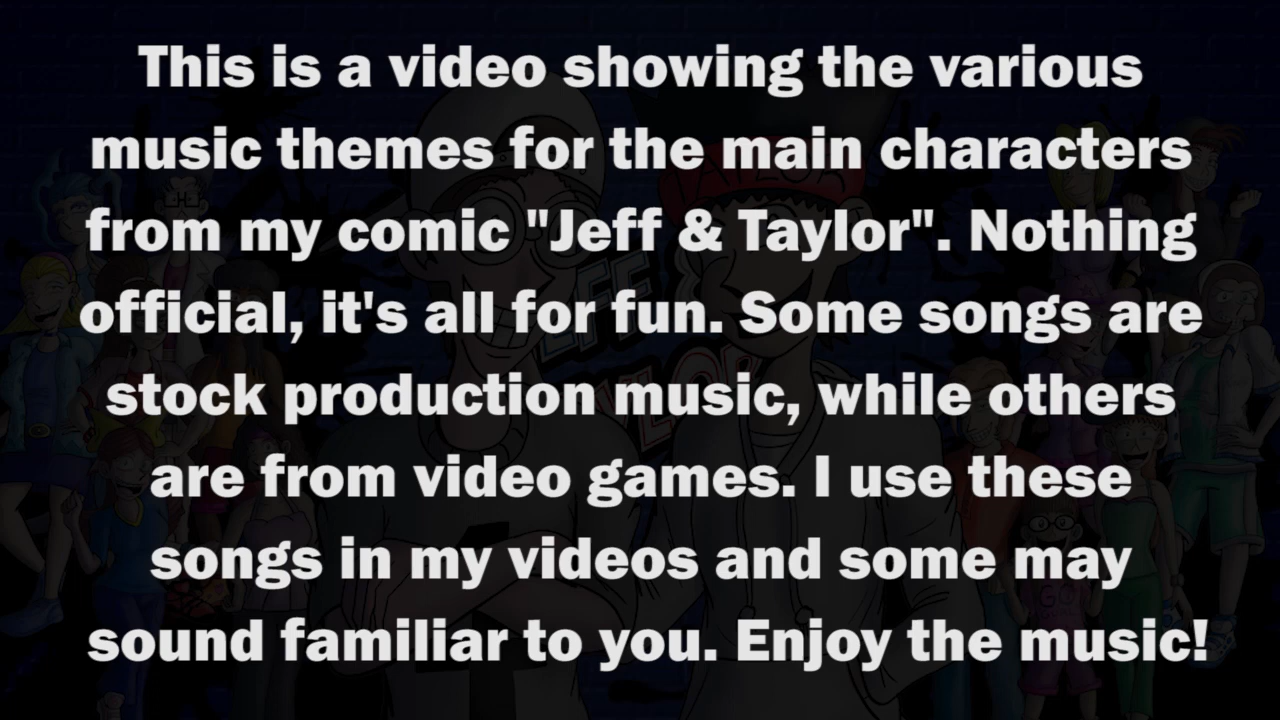 This is a video showing the various
music themes for the main characters
from my comic "Jeff & Taylor". Nothing
official, it's all for fun. Some songs are
stock production music, while others
are from video games. I use these
songs in my videos and some may
sound familiar to you. Enjoy the music!
TAYLOR
JEFF